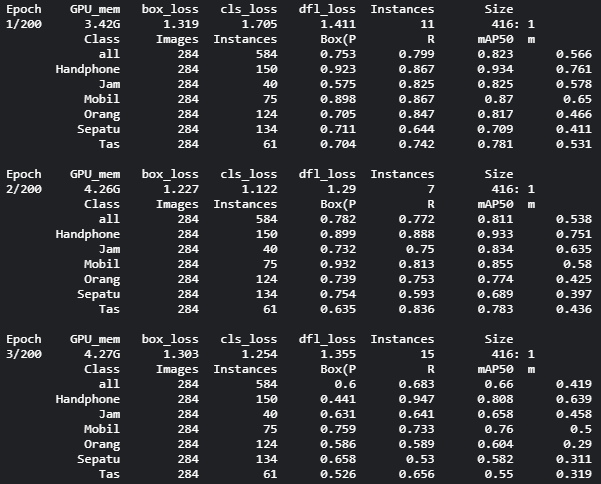 Epoch GPU_mem box_loss cls_loss dfl_loss Instances Size
1/200 3.42G 1.319 1.705 1.411 11 416: 1
Class Images Instances Box(P R mAP50 m
all 284 584 0.753 0.799 0.823 0.566
Handphone 284 150 0.923 0.867 0.934 0.761
Jam 284 40 0.575 0.825 0.825 0.578
Mobil 284 75 0.898 0.867 0.87 0.65
Orang 284 124 0.705 0.847 0.817 0.466
Sepatu 284 134 0.711 0.644 0.709 0.411
Tas 284 61 0.704 0.742 0.781 0.531
Epoch GPU_mem box_loss cls_loss dfl_loss Instances Size
2/200 4.26G 1.227 1.122 1.29 7 416: 1
Class Images Instances Box(P R mAP50 m
all 284 584 0.782 0.772 0.811 0.538
Handphone 284 150 0.899 0.888 0.933 0.751
Jam 284 40 0.732 0.75 0.834 0.635
Mobil 284 75 0.932 0.813 0.855 0.58
Orang 284 124 0.739 0.753 0.774 0.425
Sepatu 284 134 0.754 0.593 0.689 0.397
Tas 284 61 0.635 0.836 0.783 0.436
Epoch GPU_mem box_loss cls_loss dfl_loss Instances Size
3/200 4.27G 1.303 1.254 1.355 15 416: 1
Class Images Instances Box(P R mAP50 m
all 284 584 0.6 0.683 0.66 0.419
Handphone 284 150 0.441 0.947 0.808 0.639
Jam 284 40 0.631 0.641 0.658 0.458
Mobil 284 75 0.759 0.733 0.76 0.5
Orang 284 124 0.586 0.589 0.604 0.29
Sepatu 284 134 0.658 0.53 0.582 0.311
Tas 284 61 0.526 0.656 0.55 0.319